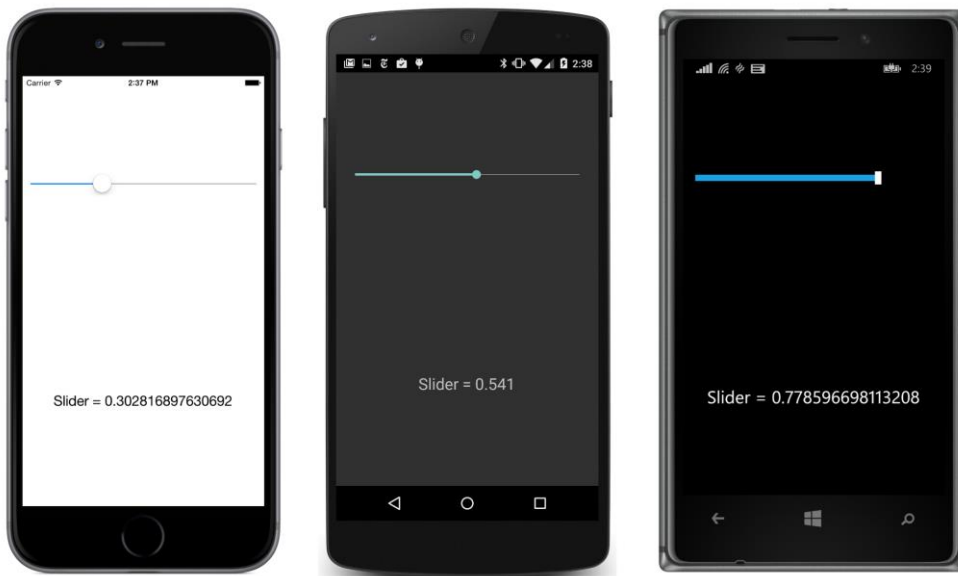 Carrier 2:37 PM
Slider = 0.302816897630692
2:38
Slider = 0.541
2:39
Slider = 0.778596698113208